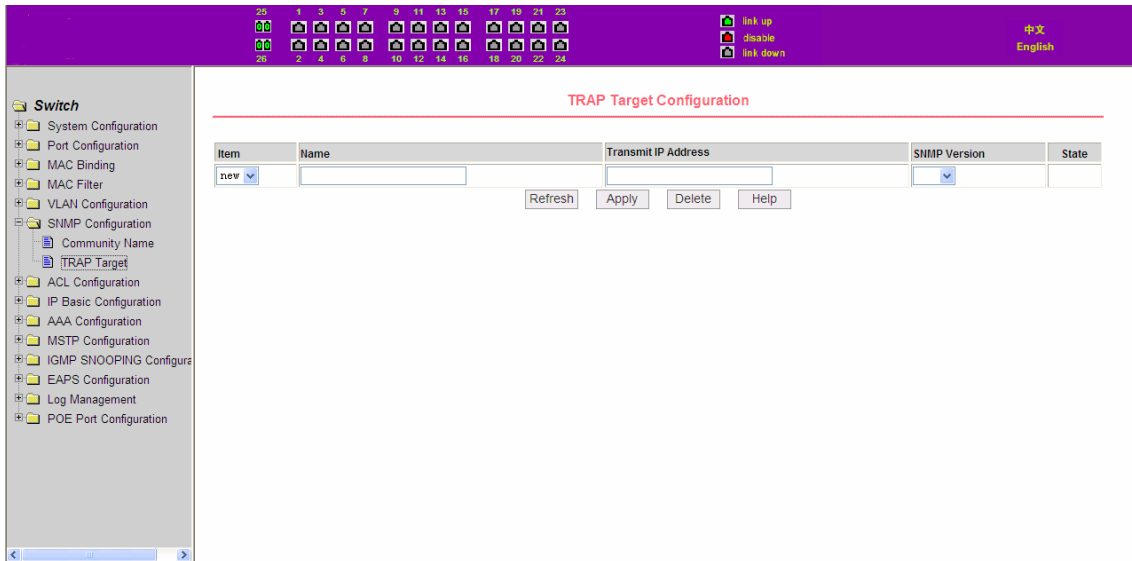 25 1 3 5 7 9 11 13 15 17 19 21 23
26 2 4 6 8 10 12 14 16 18 20 22 24
link up
disable
link down
中文
English
Switch
System Configuration
Port Configuration
MAC Binding
MAC Filter
VLAN Configuration
SNMP Configuration
Community Name
TRAP Target
ACL Configuration
IP Basic Configuration
AAA Configuration
MSTP Configuration
IGMP SNOOPING Configura
EAPS Configuration
Log Management
POE Port Configuration
TRAP Target Configuration
Item Name Transmit IP Address SNMP Version State
new
Refresh Apply Delete Help